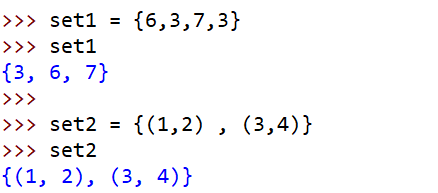 >>> set1 = {6,3,7,3}
>>> set1
{3, 6, 7}
>>>
>>> set2 = {(1,2) , (3,4)}
>>> set2
{(1, 2), (3, 4)}